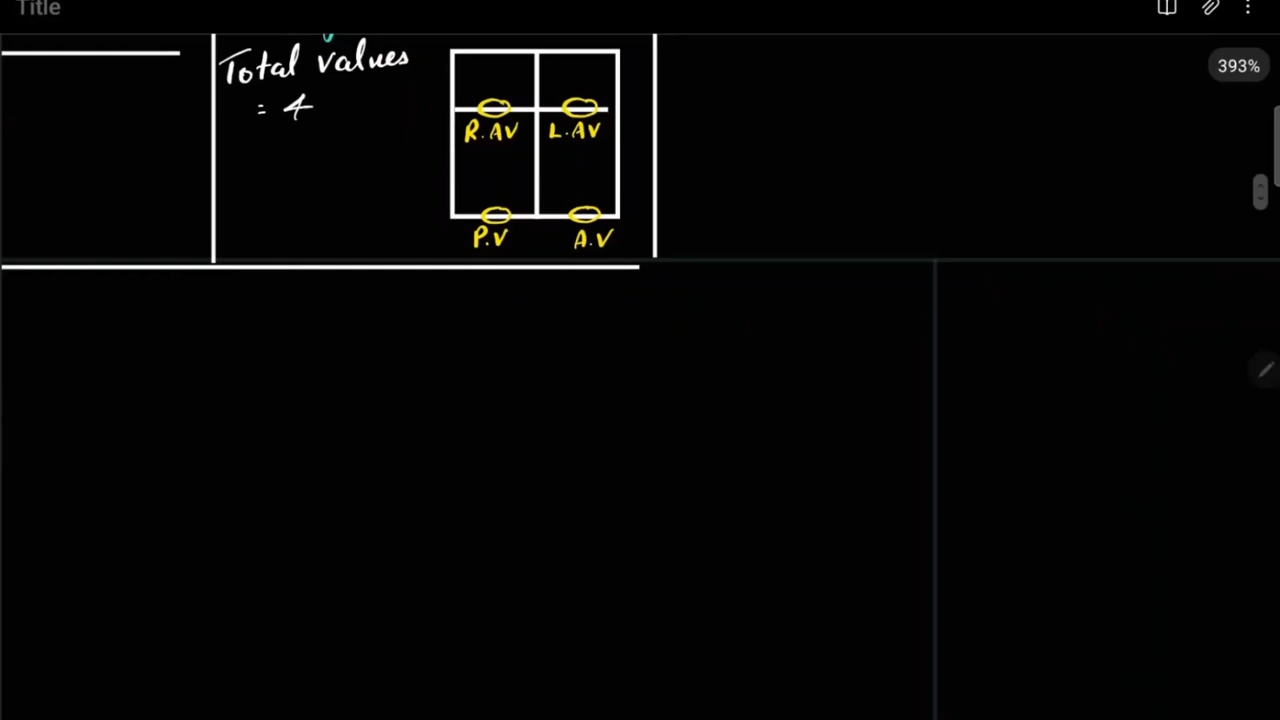 Title
393%
Total values
= 4
R.AV L.AV
P.V A.V